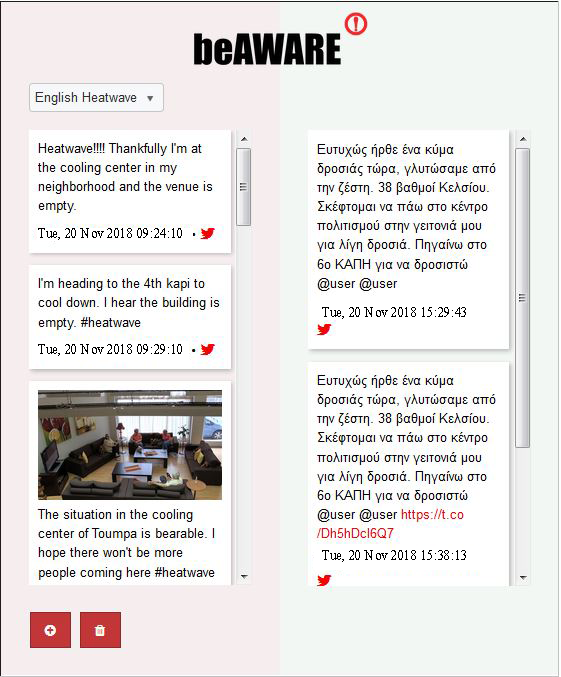 beAWARE
English Heatwave
Heatwave!!!! Thankfully I'm at
the cooling center in my
neighborhood and the venue is
empty.
Tue, 20 Nov 2018 09:24:10 •
I'm heading to the 4th kapi to
cool down. I hear the building is
empty. #heatwave
Tue, 20 Nov 2018 09:29:10 •
The situation in the cooling
center of Toumpa is bearable. I
hope there won't be more
people coming here #heatwave
Ευτυχώς ήρθε ένα κύμα
δροσιάς τώρα, γλυτώσαμε από
την ζέστη. 38 βαθμοί Κελσίου.
Σκέφτομαι να πάω στο κέντρο
πολιτισμού στην γειτονιά μου
για λίγη δροσιά. Πηγαίνω στο
6ο ΚΑΠΗ για να δροσιστώ
@user @user
Tue, 20 Nov 2018 15:29:43
Ευτυχώς ήρθε ένα κύμα
δροσιάς τώρα, γλυτώσαμε από
την ζέστη. 38 βαθμοί Κελσίου.
Σκέφτομαι να πάω στο κέντρο
πολιτισμού στην γειτονιά μου
για λίγη δροσιά. Πηγαίνω στο
6ο ΚΑΠΗ για να δροσιστώ
@user @user https://t.co
/Dh5hDcl6Q7
Tue, 20 Nov 2018 15:38:13